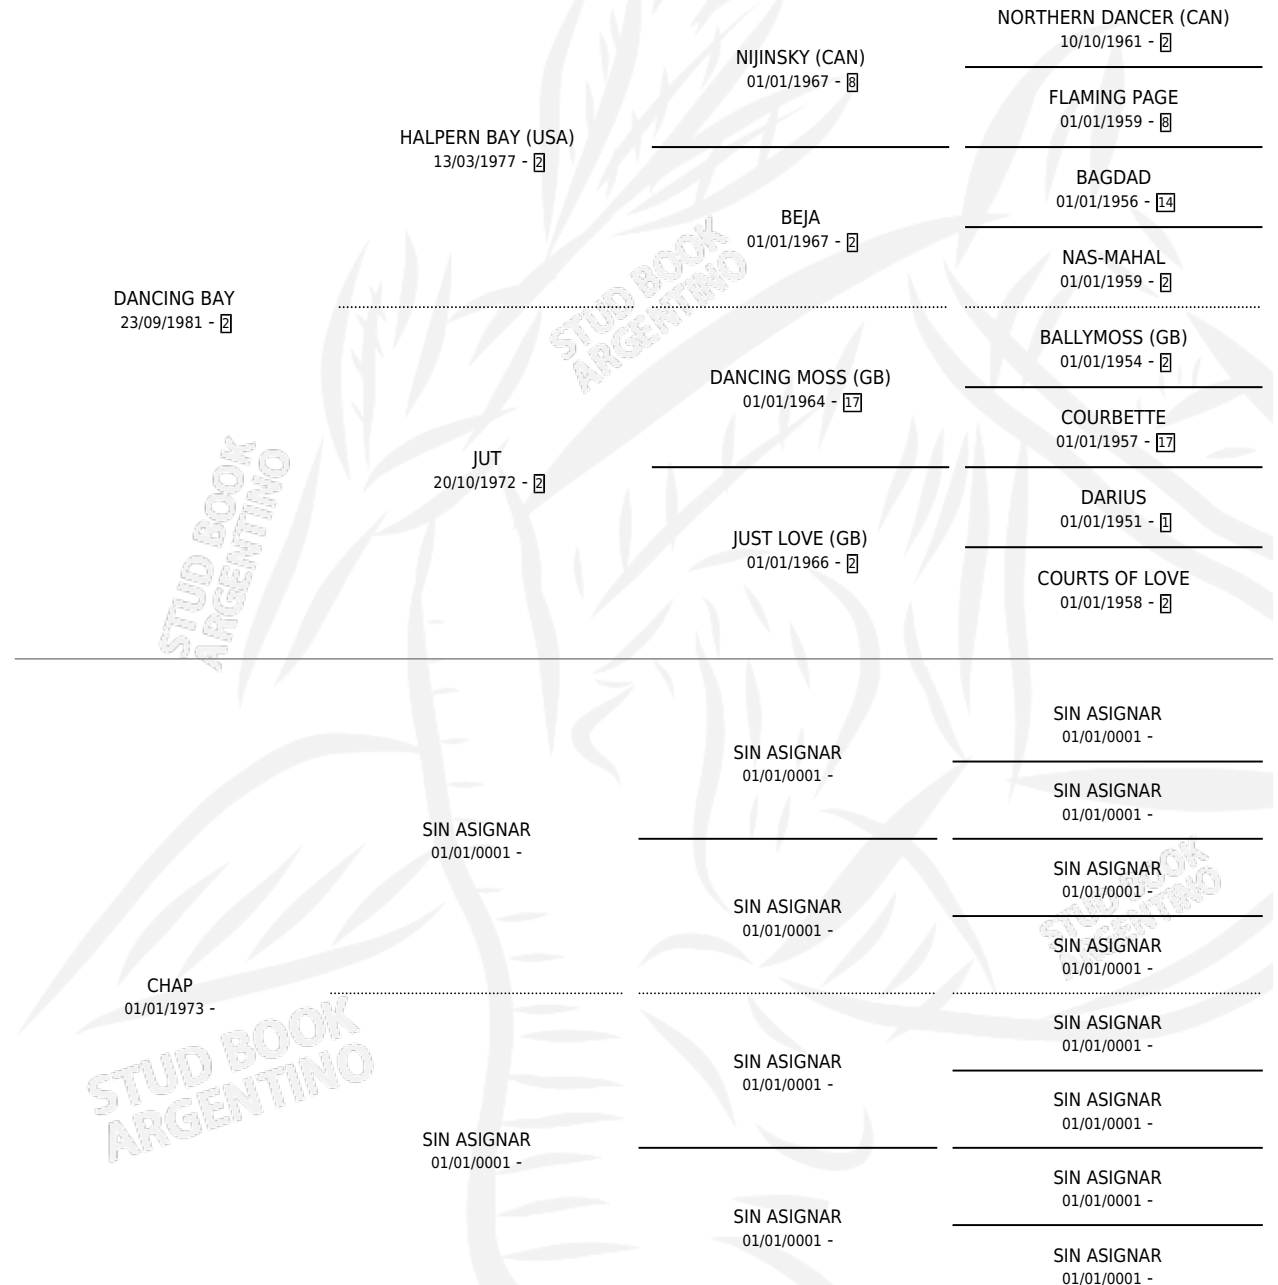 NORTHERN DANCER (CAN)
10/10/1961 - 2
NIJINSKY (CAN)
01/01/1967 - 8
FLAMING PAGE
01/01/1959 - 8
HALPERN BAY (USA)
13/03/1977 - 2
BAGDAD
01/01/1956 - 14
BEJA
01/01/1967 - 2
NAS-MAHAL
01/01/1959 - 2
DANCING BAY
23/09/1981 - 2
BALLYMOSS (GB)
01/01/1954 - 2
DANCING MOSS (GB)
01/01/1964 - 17
COURBETTE
01/01/1957 - 17
JUT
20/10/1972 - 2
DARIUS
01/01/1951 - 1
JUST LOVE (GB)
01/01/1966 - 2
COURTS OF LOVE
01/01/1958 - 2
STUD BOOK
ARGENTINO
STUD BOOK
ARGENTINO
SIN ASIGNAR
01/01/0001 -
SIN ASIGNAR
01/01/0001 -
SIN ASIGNAR
01/01/0001 -
SIN ASIGNAR
01/01/0001 -
SIN ASIGNAR
01/01/0001 -
SIN ASIGNAR
01/01/0001 -
SIN ASIGNAR
01/01/0001 -
CHAP
01/01/1973 -
SIN ASIGNAR
01/01/0001 -
SIN ASIGNAR
01/01/0001 -
SIN ASIGNAR
01/01/0001 -
SIN ASIGNAR
01/01/0001 -
SIN ASIGNAR
01/01/0001 -
SIN ASIGNAR
01/01/0001 -
SIN ASIGNAR
01/01/0001 -
STUD BOOK
ARGENTINO
STUD BOOK
ARGENTINO